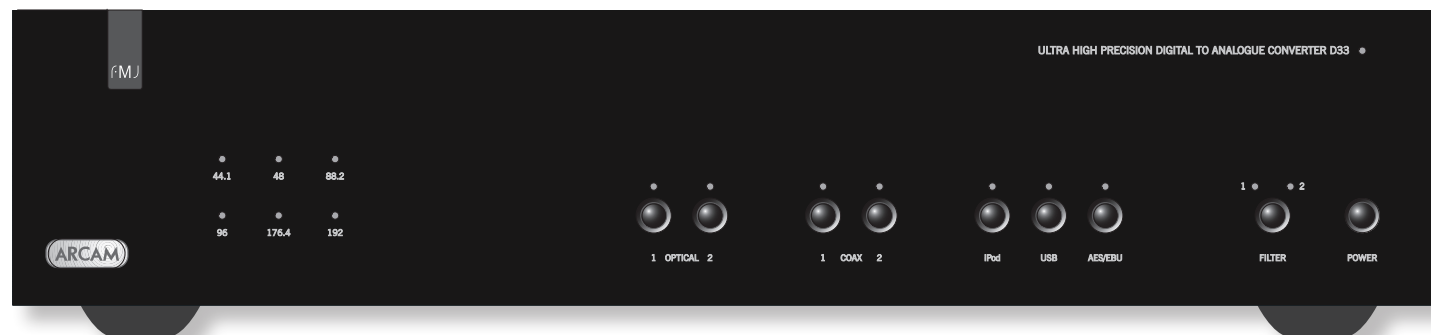 FMJ
ULTRA HIGH PRECISION DIGITAL TO ANALOGUE CONVERTER D33
44.1 48 88.2
96 176.4 192
1 2
ARCAM
1 OPTICAL 2
1 COAX 2
iPod USB AES/EBU
FILTER
POWER